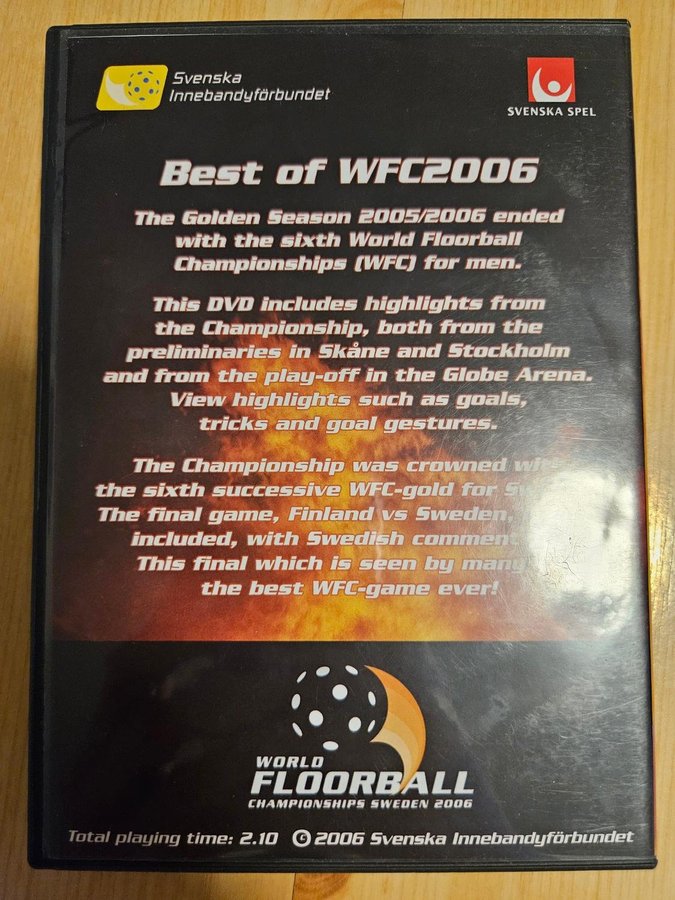 Svenska
Innebandyförbundet
SVENSKA SPEL
Best of WFC2006
The Golden Season 2005/2006 ended
with the sixth World Floorball
Championships (WFC) for men.
This DVD includes highlights from
the Championship, both from the
preliminaries in Skåne and Stockholm
and from the play-off in the Globe Arena.
View highlights such as goals,
tricks and goal gestures.
The Championship was crowned with
the sixth successive WFC-gold for
The final game, Finland vs Sweden,
included, with Swedish
This final which is seen by many
the best WFC-game ever!
WORLD
FLOORBALL
CHAMPIONSHIPS SWEDEN 2006
Total playing time: 2.10 © 2006 Svenska Innebandyförbundet